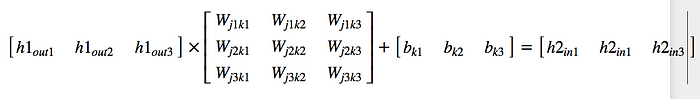 [h1out1 h1out2 h1out3] × [Wj1k1 Wj1k2 Wj1k3
Wj2k1 Wj2k2 Wj2k3
Wj3k1 Wj3k2 Wj3k3] + [bk1 bk2 bk3] = [h2in1 h2in1 h2in3]